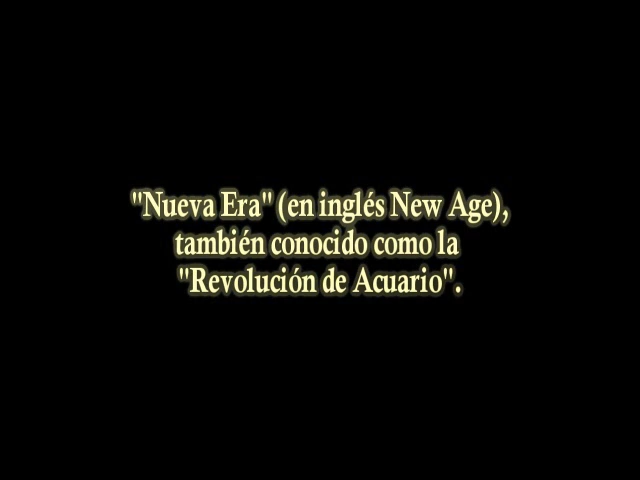 "Nueva Era" (en inglés New Age),
también conocido como la
"Revolución de Acuario".